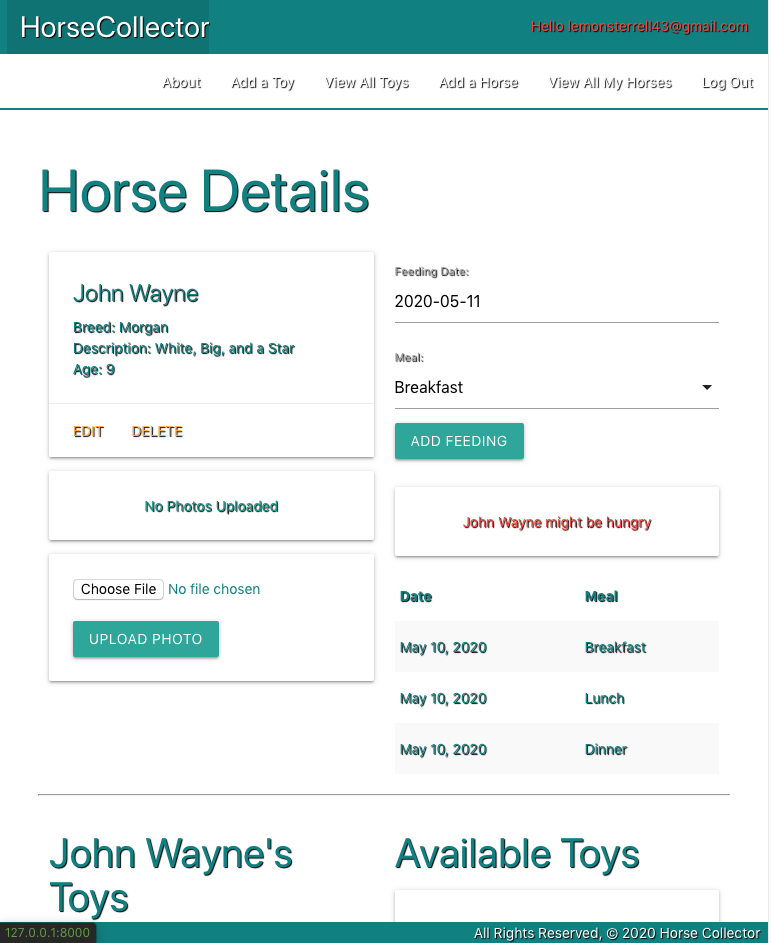 HorseCollector
Hello lemonsterrell43@gmail.com
About Add a Toy View All Toys Add a Horse View All My Horses Log Out
Horse Details
John Wayne
Breed: Morgan
Description: White, Big, and a Star
Age: 9
EDIT DELETE
No Photos Uploaded
Choose File No file chosen
UPLOAD PHOTO
Feeding Date:
2020-05-11
Meal:
Breakfast
ADD FEEDING
John Wayne might be hungry
Date Meal
May 10, 2020 Breakfast
May 10, 2020 Lunch
May 10, 2020 Dinner
John Wayne's
Toys
Available Toys
127.0.0.1:8000
All Rights Reserved, © 2020 Horse Collector